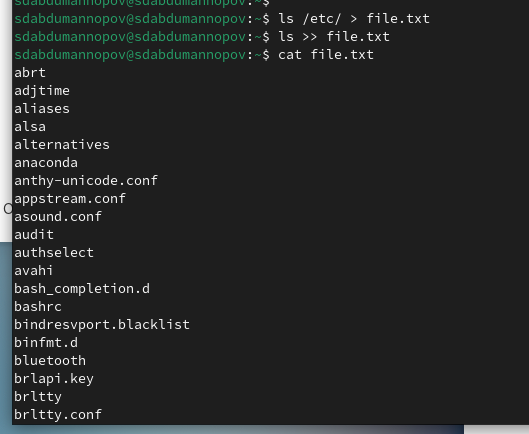 sdabdumannopov@sdabdumannopov:~$
sdabdumannopov@sdabdumannopov:~$ ls /etc/ > file.txt
sdabdumannopov@sdabdumannopov:~$ ls >> file.txt
sdabdumannopov@sdabdumannopov:~$ cat file.txt
abrt
adjtime
aliases
alsa
alternatives
anaconda
anthy-unicode.conf
appstream.conf
asound.conf
audit
authselect
avahi
bash_completion.d
bashrc
bindresvport.blacklist
binfmt.d
bluetooth
brlapi.key
brltty
brltty.conf